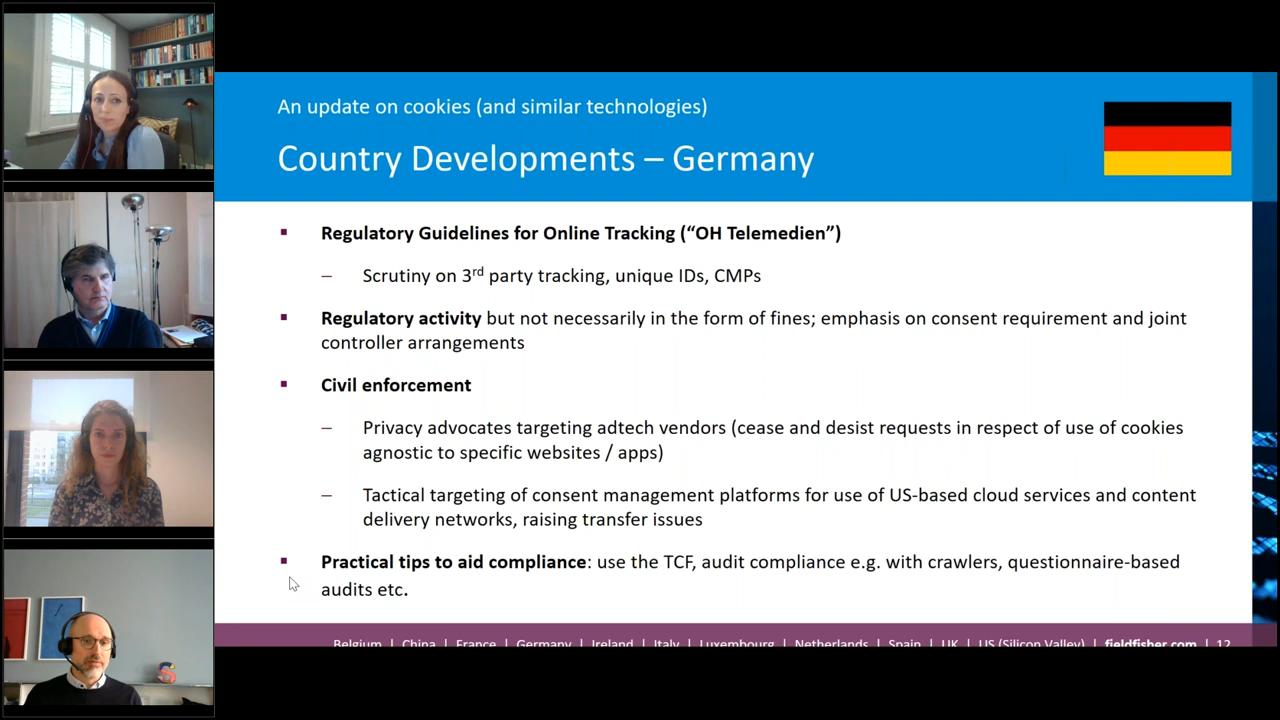 An update on cookies (and similar technologies)
Country Developments – Germany
▪ Regulatory Guidelines for Online Tracking (“OH Telemedien”)
– Scrutiny on 3rd party tracking, unique IDs, CMPs
▪ Regulatory activity but not necessarily in the form of fines; emphasis on consent requirement and joint
controller arrangements
▪ Civil enforcement
– Privacy advocates targeting adtech vendors (cease and desist requests in respect of use of cookies
agnostic to specific websites / apps)
– Tactical targeting of consent management platforms for use of US-based cloud services and content
delivery networks, raising transfer issues
▪ Practical tips to aid compliance: use the TCF, audit compliance e.g. with crawlers, questionnaire-based
audits etc.
Belgium | China | France | Germany | Ireland | Italy | Luxembourg | Netherlands | Spain | UK | US (Silicon Valley) | fieldfisher.com | 12